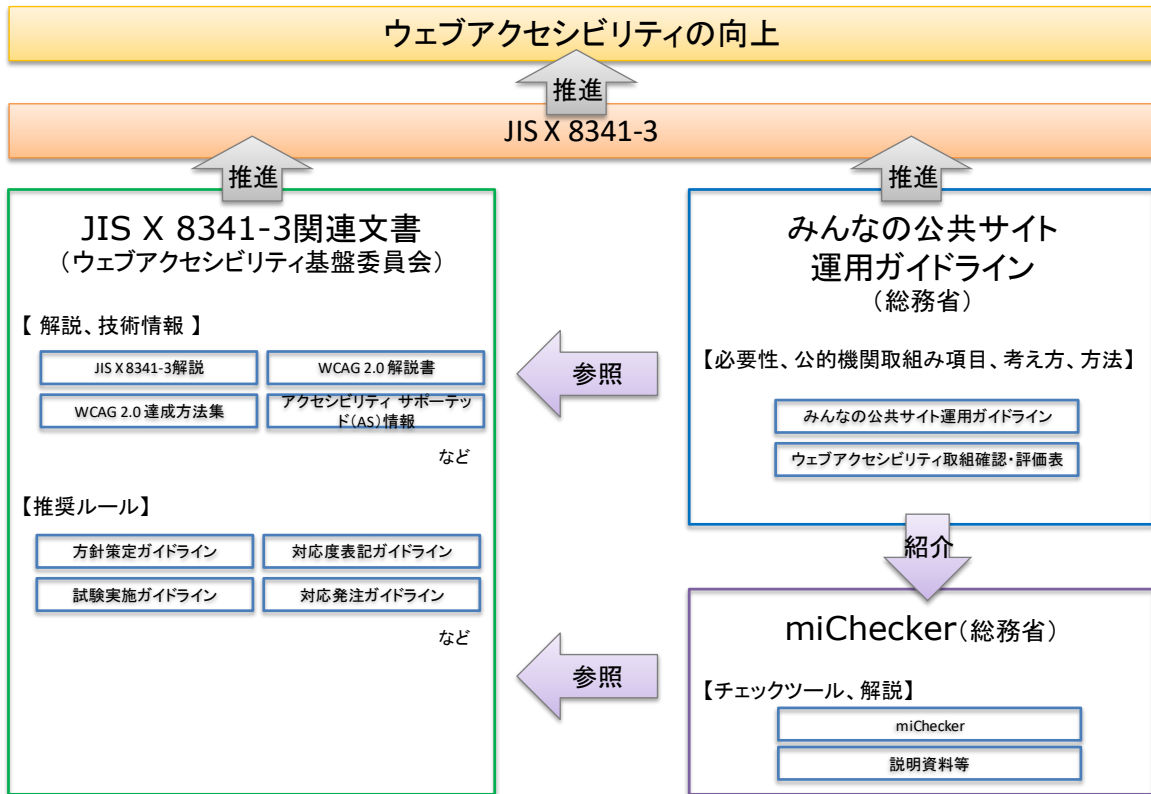 ウェブアクセシビリティの向上
推進
JIS X 8341-3
推進
推進
JIS X 8341-3関連文書
（ウェブアクセシビリティ基盤委員会）
【 解説、技術情報 】
JIS X 8341-3解説
WCAG 2.0 解説書
WCAG 2.0 達成方法集
アクセシビリティ サポーテッ
ド（AS）情報
など
【推奨ルール】
方針策定ガイドライン
対応度表記ガイドライン
試験実施ガイドライン
対応発注ガイドライン
など
参照
参照
みんなの公共サイト
運用ガイドライン
（総務省）
【必要性、公的機関取組み項目、考え方、方法】
みんなの公共サイト運用ガイドライン
ウェブアクセシビリティ取組確認・評価表
紹介
miChecker（総務省）
【チェックツール、解説】
miChecker
説明資料等